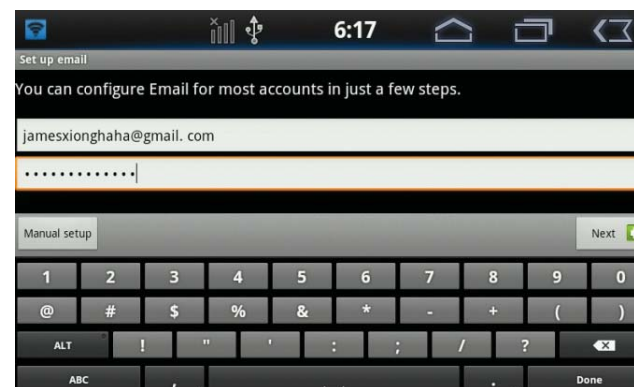 6:17
Set up email
You can configure Email for most accounts in just a few steps.
jamesxionghaha@gmail. com
•••••••••••••
Manual setup
Next
1 2 3 4 5 6 7 8 9 0
@ # $ % & * - + ( )
ALT ! " ' : ; / ?
ABC , . Done